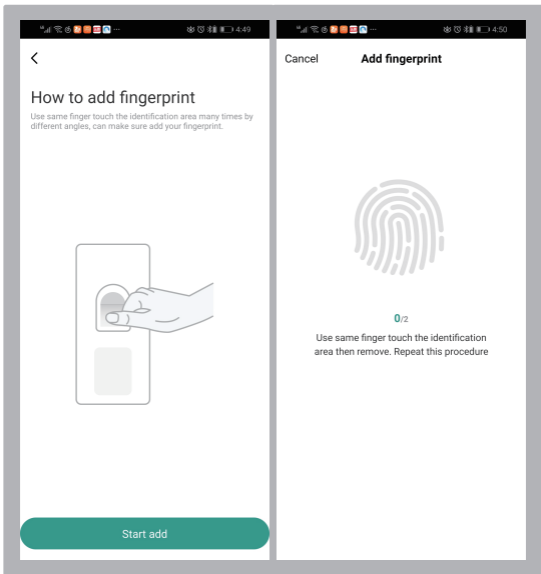 4:49
How to add fingerprint
Use same finger touch the identification area many times by
different angles, can make sure add your fingerprint.
Start add
4:50
Cancel Add fingerprint
0/2
Use same finger touch the identification
area then remove. Repeat this procedure